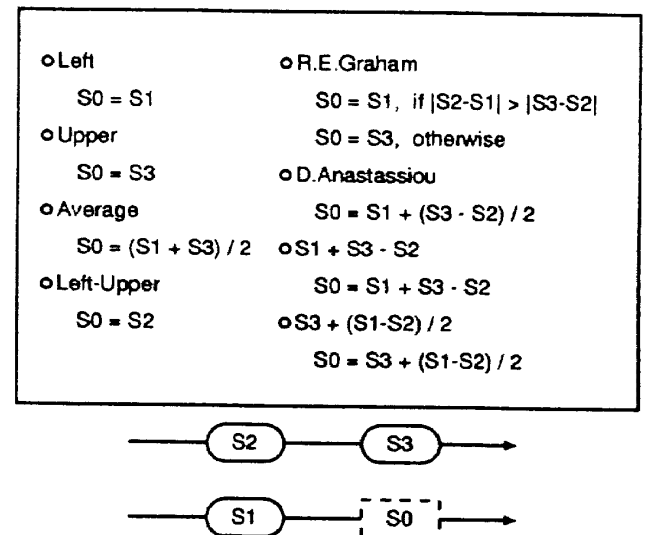 o Left
S0 = S1
o Upper
S0 = S3
o Average
S0 = (S1 + S3) / 2
o Left-Upper
S0 = S2
o R.E.Graham
S0 = S1, if |S2-S1| > |S3-S2|
S0 = S3, otherwise
o D.Anastassiou
S0 = S1 + (S3 - S2) / 2
o S1 + S3 - S2
S0 = S1 + S3 - S2
o S3 + (S1-S2) / 2
S0 = S3 + (S1-S2) / 2
S2 S3
S1 S0